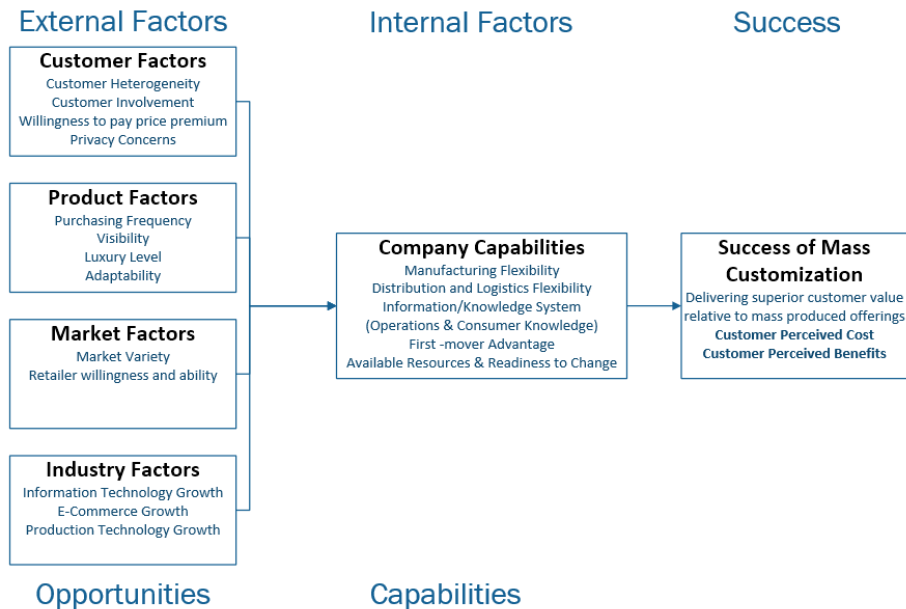 External Factors
Internal Factors
Success
Customer Factors
Customer Heterogeneity
Customer Involvement
Willingness to pay price premium
Privacy Concerns
Product Factors
Purchasing Frequency
Visibility
Luxury Level
Adaptability
Market Factors
Market Variety
Retailer willingness and ability
Industry Factors
Information Technology Growth
E-Commerce Growth
Production Technology Growth
Company Capabilities
Manufacturing Flexibility
Distribution and Logistics Flexibility
Information/Knowledge System
(Operations & Consumer Knowledge)
First -mover Advantage
Available Resources & Readiness to Change
Success of Mass
Customization
Delivering superior customer value
relative to mass produced offerings
Customer Perceived Cost
Customer Perceived Benefits
Opportunities
Capabilities